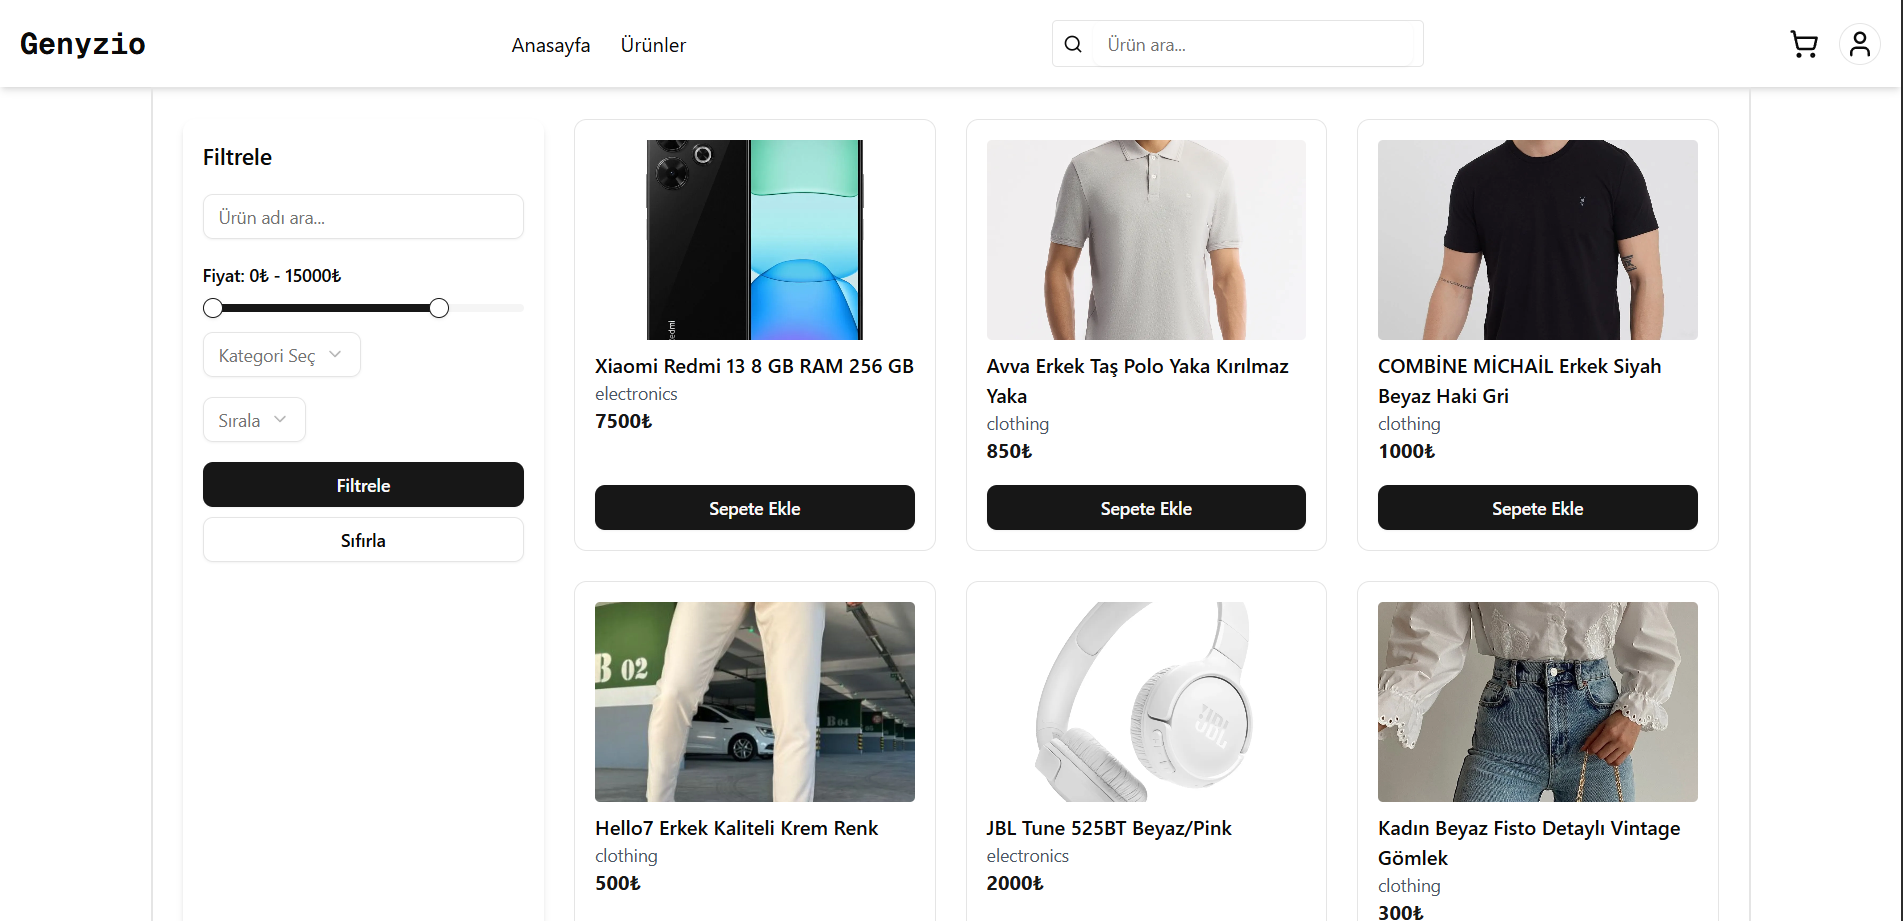 Genyzio
Anasayfa
Ürünler
Ürün ara...
Filtrele
Ürün adı ara...
Fiyat: 0₺ - 15000₺
Kategori Seç
Sırala
Filtrele
Sıfırla
edmi
Xiaomi Redmi 13 8 GB RAM 256 GB
electronics
7500₺
Sepete Ekle
Avva Erkek Taş Polo Yaka Kırılmaz
Yaka
clothing
850₺
Sepete Ekle
COMBİNE MİCHAİL Erkek Siyah
Beyaz Haki Gri
clothing
1000₺
Sepete Ekle
B 02
B 04
Hello7 Erkek Kaliteli Krem Renk
clothing
500₺
JBL
JBL Tune 525BT Beyaz/Pink
electronics
2000₺
Kadın Beyaz Fisto Detaylı Vintage
Gömlek
clothing
300₺